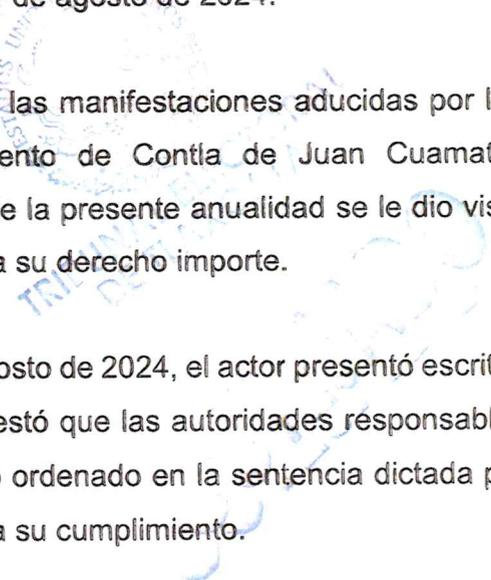 de agosto de 2024.
las manifestaciones aducidas por l
ento de Contla de Juan Cuamat
e la presente anualidad se le dio vis
a su derecho importe.
TRIBUNAL
osto de 2024, el actor presentó escrit
estó que las autoridades responsabl
ordenado en la sentencia dictada p
a su cumplimiento.